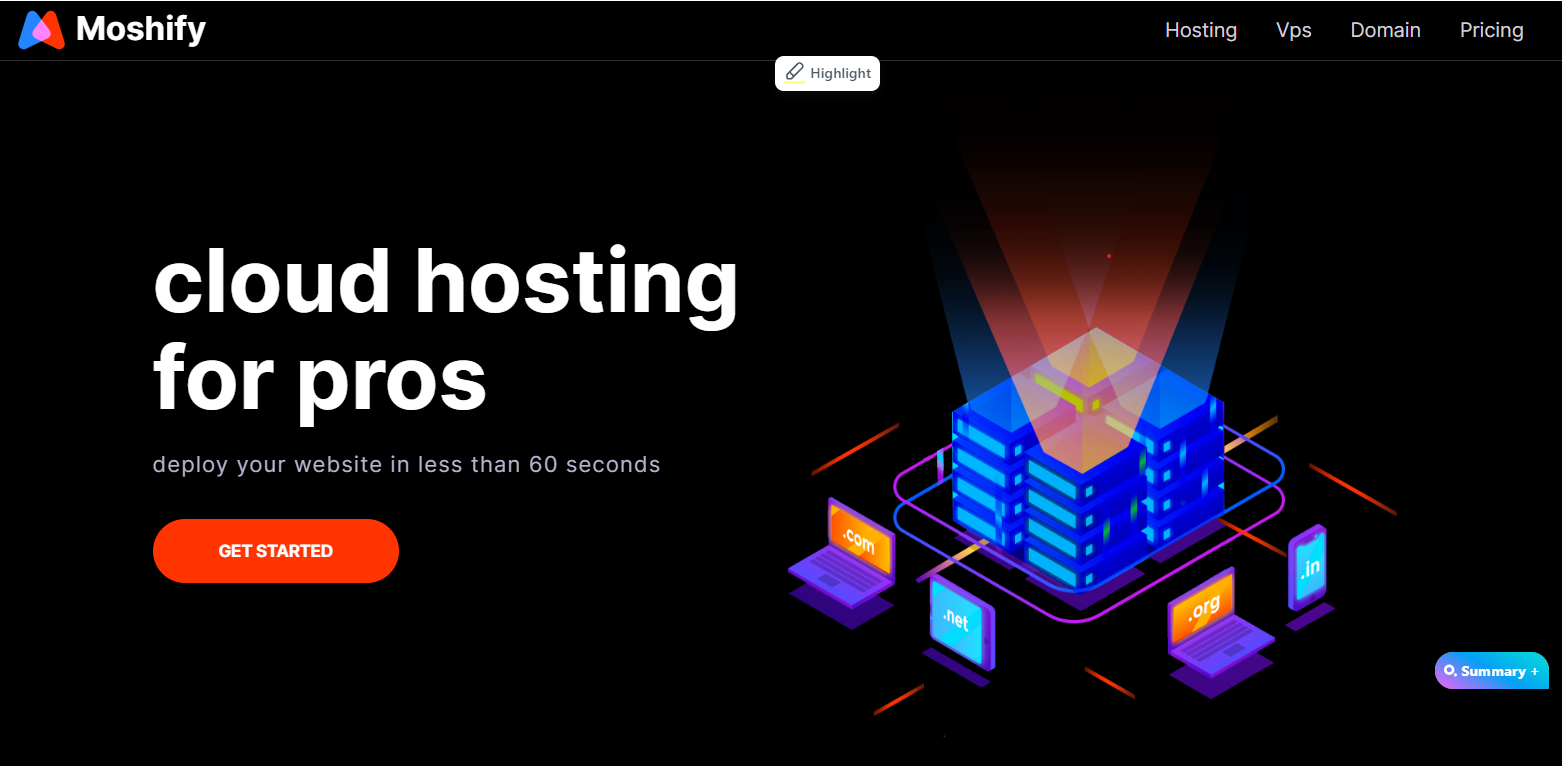 Moshify
Hosting Vps Domain Pricing
Highlight
cloud hosting
for pros
deploy your website in less than 60 seconds
GET STARTED
.com
.net
.org
.in
Summary +